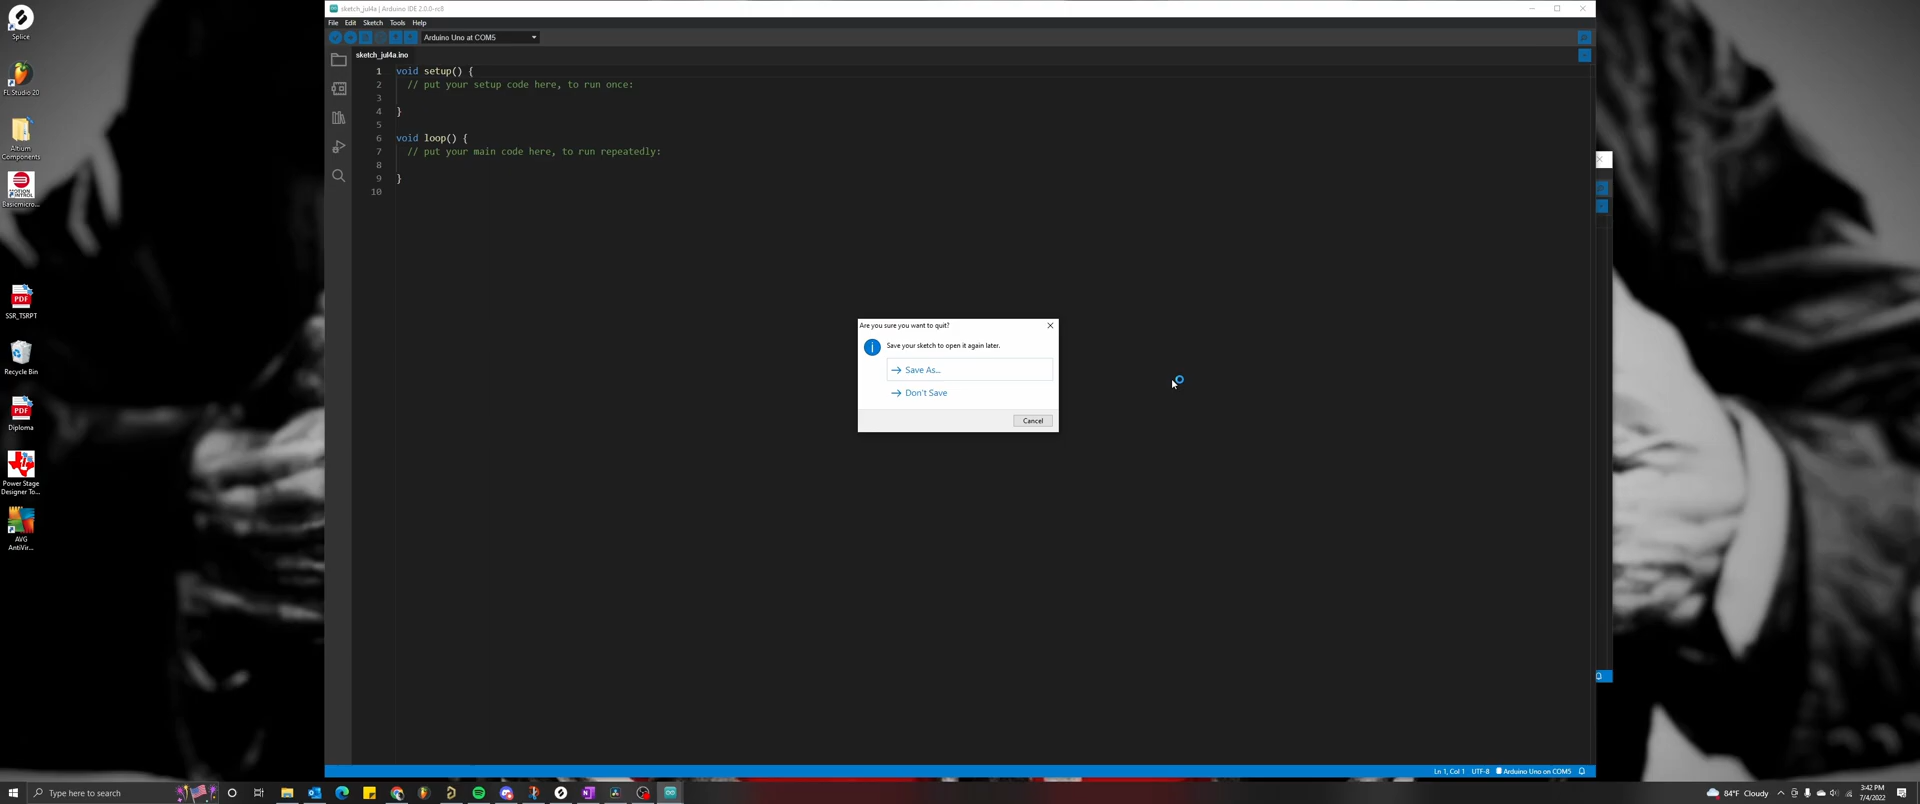 Splice
FL Studio 20
Altium
Components
MOTION
CONTROL
Basicmicro...
PDF
SSR_TSRPT
Recycle Bin
PDF
Diploma
Power Stage
Designer To...
AVG
AntiVir...
sketch_jul4a | Arduino IDE 2.0.0-rc8
File Edit Sketch Tools Help
Arduino Uno at COM5
sketch_jul4a.ino
1 void setup() {
2 // put your setup code here, to run once:
3
4 }
5
6 void loop() {
7 // put your main code here, to run repeatedly:
8
9 }
10
Are you sure you want to quit?
Save your sketch to open it again later.
Save As...
Don't Save
Cancel
Ln 1, Col 1 UTF-8 Arduino Uno on COM5
Type here to search
84°F Cloudy
3:42 PM
7/4/2022